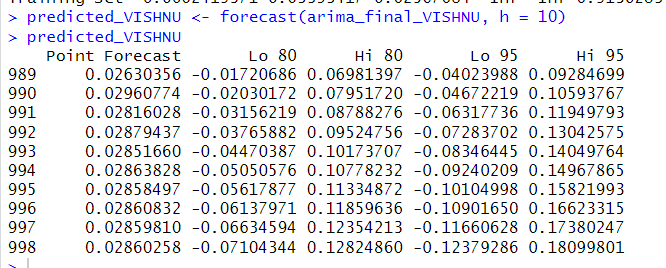 > predicted_VISHNU <- forecast(arima_final_VISHNU, h = 10)
> predicted_VISHNU
Point Forecast Lo 80 Hi 80 Lo 95 Hi 95
989 0.02630356 -0.01720686 0.06981397 -0.04023988 0.09284699
990 0.02960774 -0.02030172 0.07951720 -0.04672219 0.10593767
991 0.02816028 -0.03156219 0.08788276 -0.06317736 0.11949793
992 0.02879437 -0.03765882 0.09524756 -0.07283702 0.13042575
993 0.02851660 -0.04470387 0.10173707 -0.08346445 0.14049764
994 0.02863828 -0.05050576 0.10778232 -0.09240209 0.14967865
995 0.02858497 -0.05617877 0.11334872 -0.10104998 0.15821993
996 0.02860832 -0.06137971 0.11859636 -0.10901650 0.16623315
997 0.02859810 -0.06634594 0.12354213 -0.11660628 0.17380247
998 0.02860258 -0.07104344 0.12824860 -0.12379286 0.18099801
>